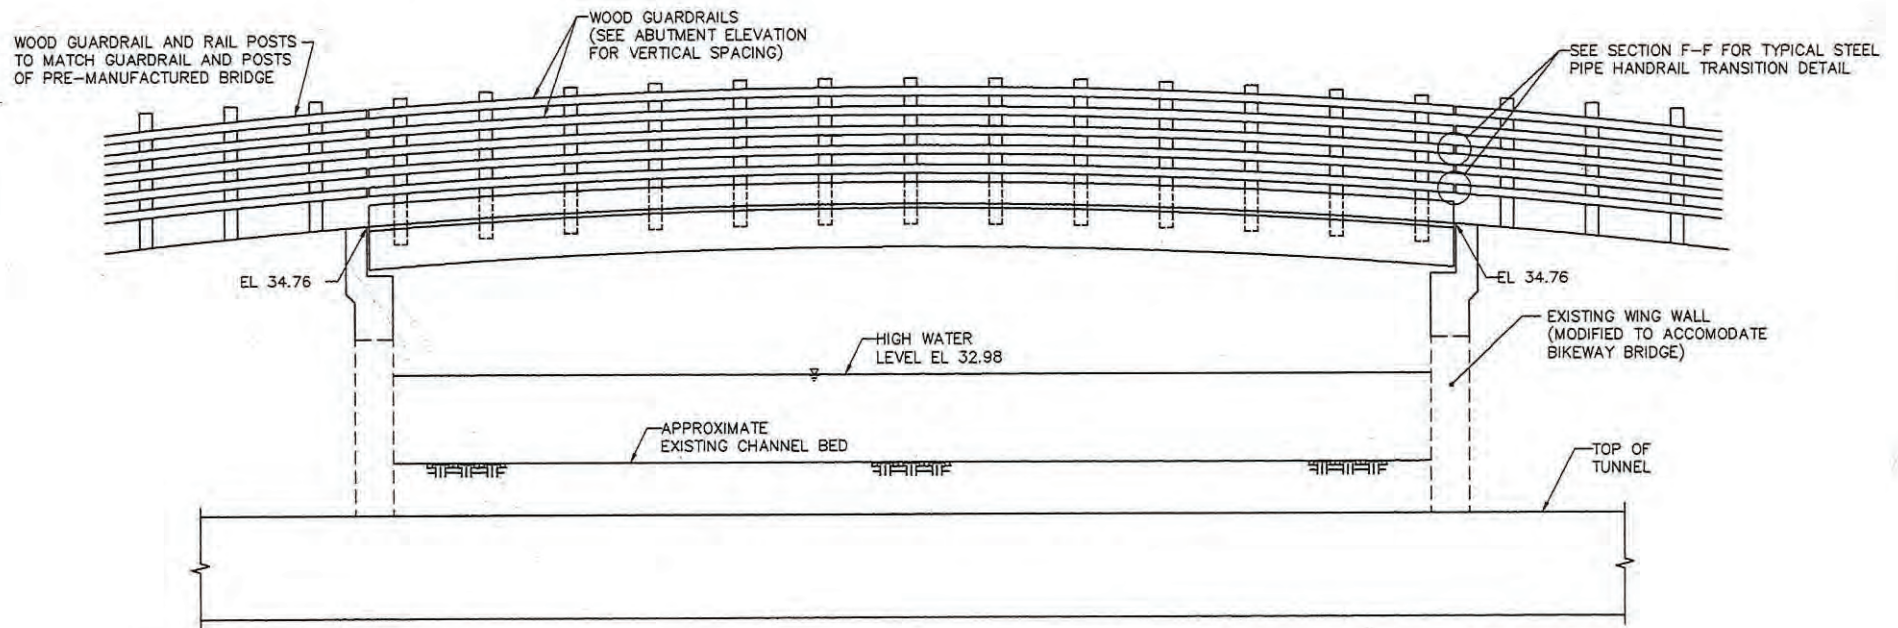 WOOD GUARDRAIL AND RAIL POSTS
TO MATCH GUARDRAIL AND POSTS
OF PRE-MANUFACTURED BRIDGE
WOOD GUARDRAILS
(SEE ABUTMENT ELEVATION
FOR VERTICAL SPACING)
SEE SECTION F-F FOR TYPICAL STEEL
PIPE HANDRAIL TRANSITION DETAIL
EL 34.76
EL 34.76
HIGH WATER
LEVEL EL 32.98
EXISTING WING WALL
(MODIFIED TO ACCOMODATE
BIKEWAY BRIDGE)
APPROXIMATE
EXISTING CHANNEL BED
TOP OF
TUNNEL